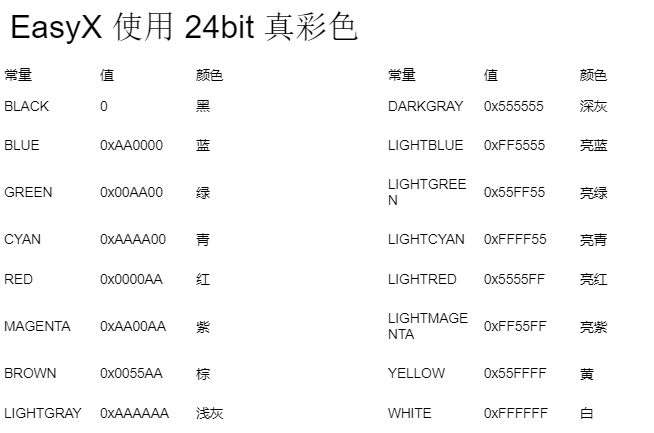 EasyX 使用 24bit 真彩色
常量 值 颜色 常量 值 颜色
BLACK 0 黑 DARKGRAY 0x555555 深灰
BLUE 0xAA0000 蓝 LIGHTBLUE 0xFF5555 亮蓝
GREEN 0x00AA00 绿 LIGHTGREE
N 0x55FF55 亮绿
CYAN 0xAAAA00 青 LIGHTCYAN 0xFFFF55 亮青
RED 0x0000AA 红 LIGHTRED 0x5555FF 亮红
MAGENTA 0xAA00AA 紫 LIGHTMAGE
NTA 0xFF55FF 亮紫
BROWN 0x0055AA 棕 YELLOW 0x55FFFF 黄
LIGHTGRAY 0xAAAAAA 浅灰 WHITE 0xFFFFFF 白